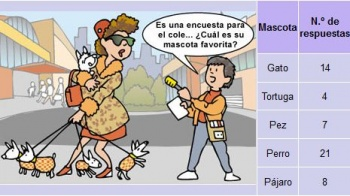 Es una encuesta para
el cole... ¿Cuál es su
mascota favorita?
Mascota N.º de respuestas
Gato 14
Tortuga 4
Pez 7
Perro 21
Pájaro 8